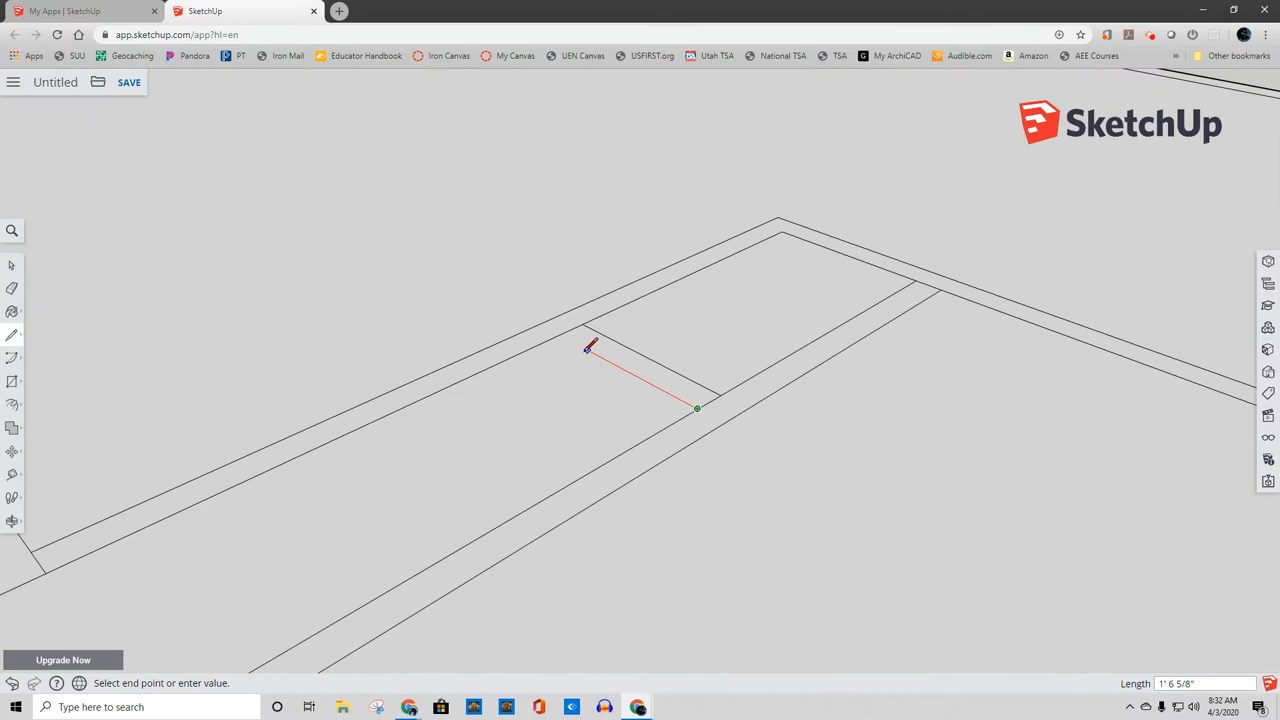 My Apps | SketchUp
SketchUp
app.sketchup.com/app?hl=en
Apps SUU Geocaching Pandora PT Iron Mail Educator Handbook Iron Canvas My Canvas UEN Canvas USFIRST.org Utah TSA National TSA TSA My ArchiCAD Audible.com Amazon AEE Courses » Other bookmarks
Untitled SAVE
SketchUp
Upgrade Now
Select end point or enter value. Length 1' 6 5/8"
Type here to search
8:32 AM
4/3/2020